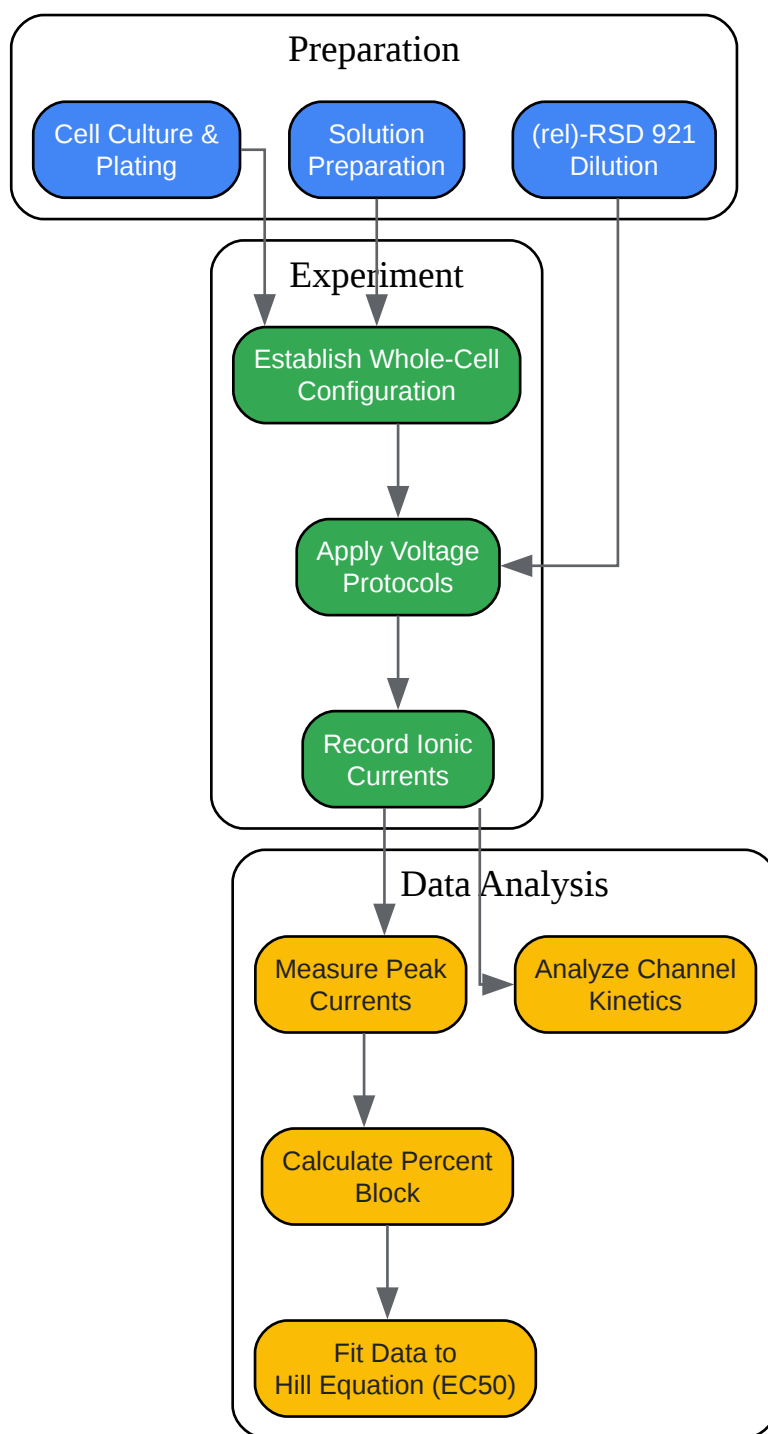 Preparation
Cell Culture &
Plating
Solution
Preparation
(rel)-RSD 921
Dilution
Experiment
Establish Whole-Cell
Configuration
Apply Voltage
Protocols
Record Ionic
Currents
Data Analysis
Measure Peak
Currents
Analyze Channel
Kinetics
Calculate Percent
Block
Fit Data to
Hill Equation (EC50)